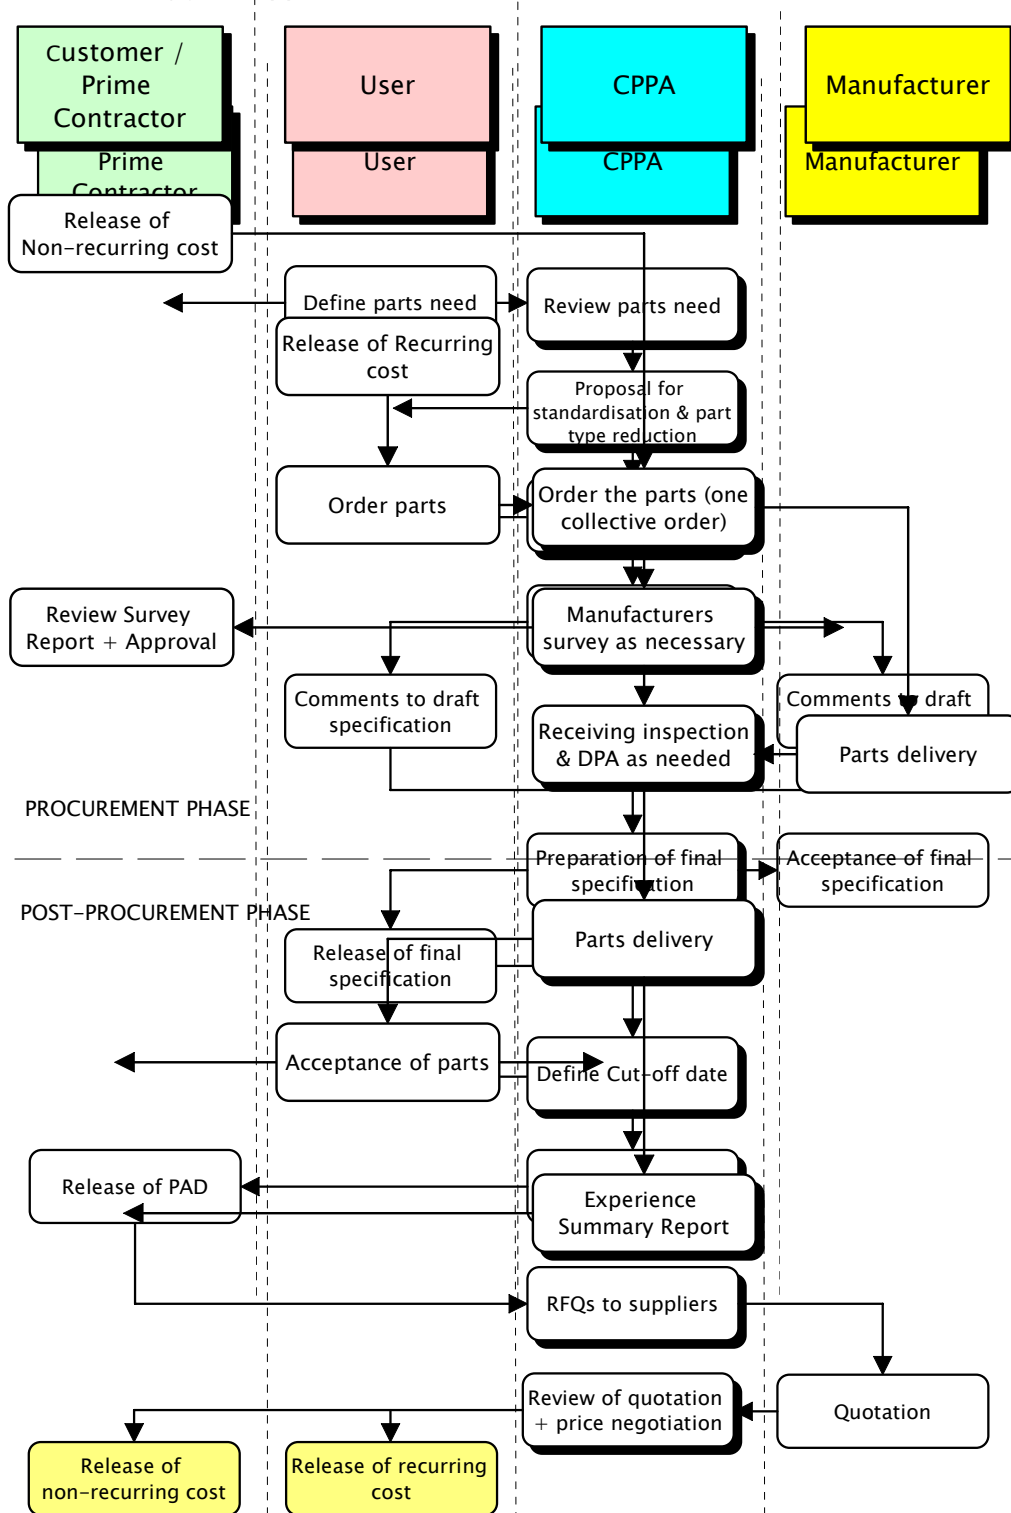 Customer /
Prime
Contractor
User
CPPA
Manufacturer
Prime
Contractor
User
CPPA
Manufacturer
Release of
Non-recurring cost
Define parts need
Review parts need
Release of Recurring
cost
Proposal for
standardisation & part
type reduction
Order parts
Order the parts (one
collective order)
Review Survey
Report + Approval
Manufacturers
survey as necessary
Comments to draft
specification
Comments to draft
Receiving inspection
& DPA as needed
Parts delivery
PROCUREMENT PHASE
Preparation of final
specification
Acceptance of final
specification
POST-PROCUREMENT PHASE
Release of final
specification
Parts delivery
Acceptance of parts
Define Cut-off date
Release of PAD
Experience
Summary Report
RFQs to suppliers
Review of quotation
+ price negotiation
Quotation
Release of
non-recurring cost
Release of recurring
cost